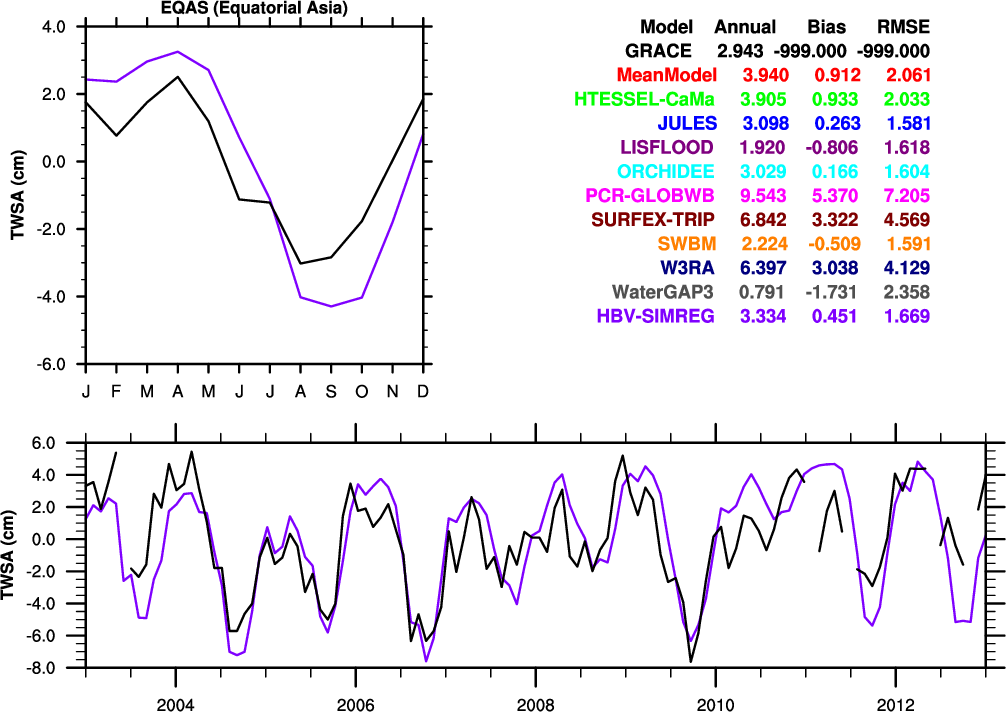 EQAS (Equatorial Asia)
4.0
2.0
0.0
-2.0
-4.0
-6.0
TWSA (cm)
J F M A M J J A S O N D
Model Annual Bias RMSE
GRACE 2.943 -999.000 -999.000
MeanModel 3.940 0.912 2.061
HTESSEL-CaMa 3.905 0.933 2.033
JULES 3.098 0.263 1.581
LISFLOOD 1.920 -0.806 1.618
ORCHIDEE 3.029 0.166 1.604
PCR-GLOBWB 9.543 5.370 7.205
SURFEX-TRIP 6.842 3.322 4.569
SWBM 2.224 -0.509 1.591
W3RA 6.397 3.038 4.129
WaterGAP3 0.791 -1.731 2.358
HBV-SIMREG 3.334 0.451 1.669
6.0
4.0
2.0
0.0
-2.0
-4.0
-6.0
-8.0
TWSA (cm)
2004 2006 2008 2010 2012